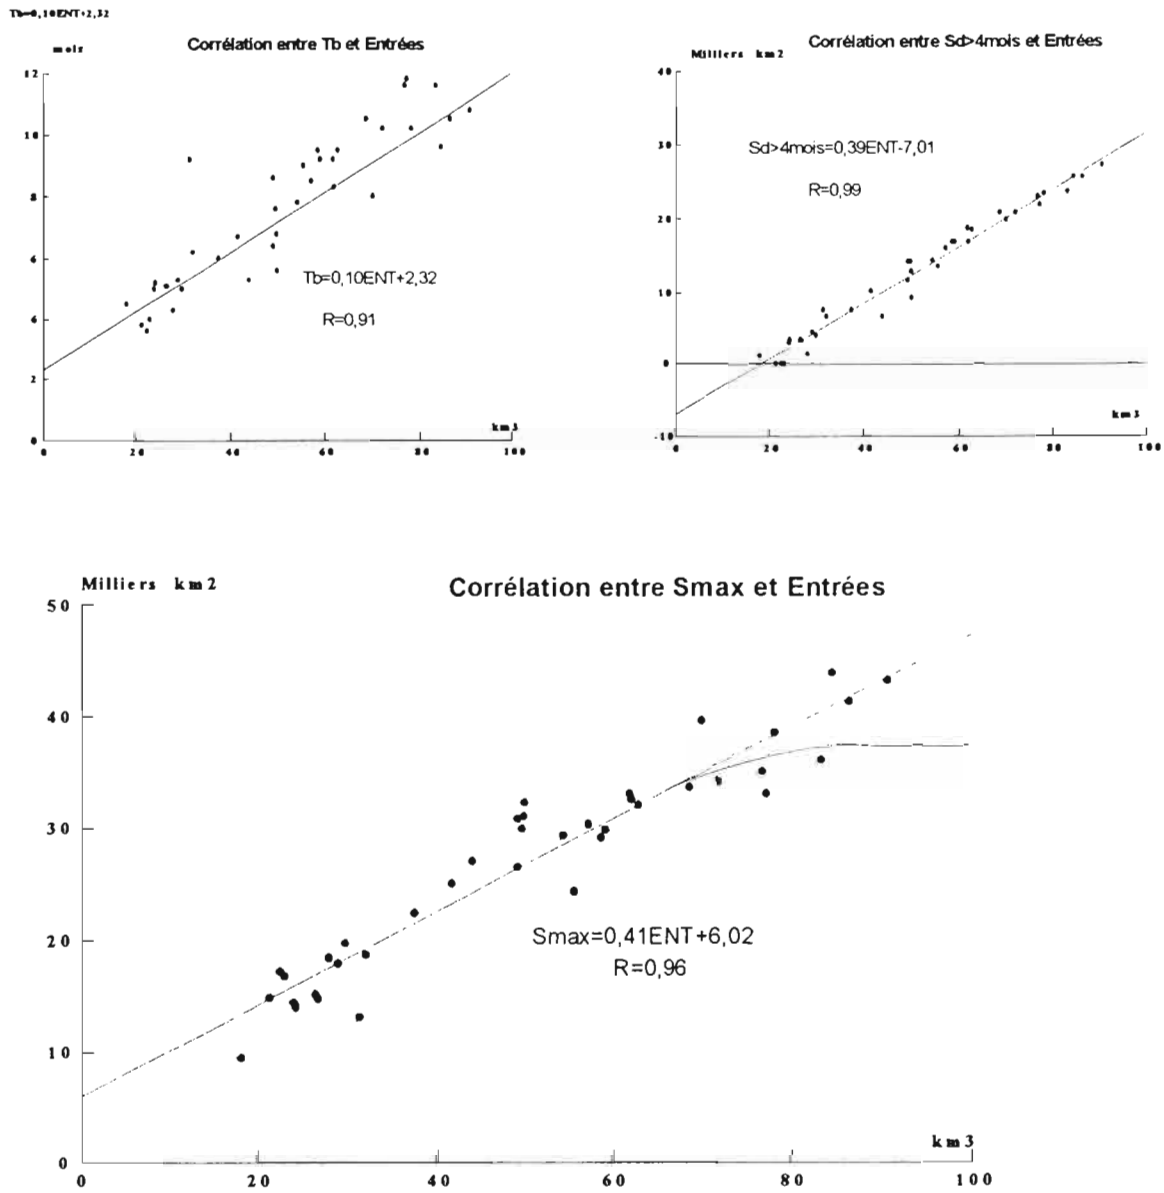 Tb=0,10ENT+2,32
mois
Corrélation entre Tb et Entrées
12
10
8
6
4
2
0
Tb=0,10ENT+2,32
R=0,91
km3
20
40
60
80
100
Milliers km2
Corrélation entre Sd>4mois et Entrées
40
30
20
10
0
-10
Sd>4mois=0,39ENT-7,01
R=0,99
km3
0
20
40
60
80
100
Milliers km2
Corrélation entre Smax et Entrées
50
40
30
20
10
0
Smax=0,41ENT+6,02
R=0,96
km3
0
20
40
60
80
100